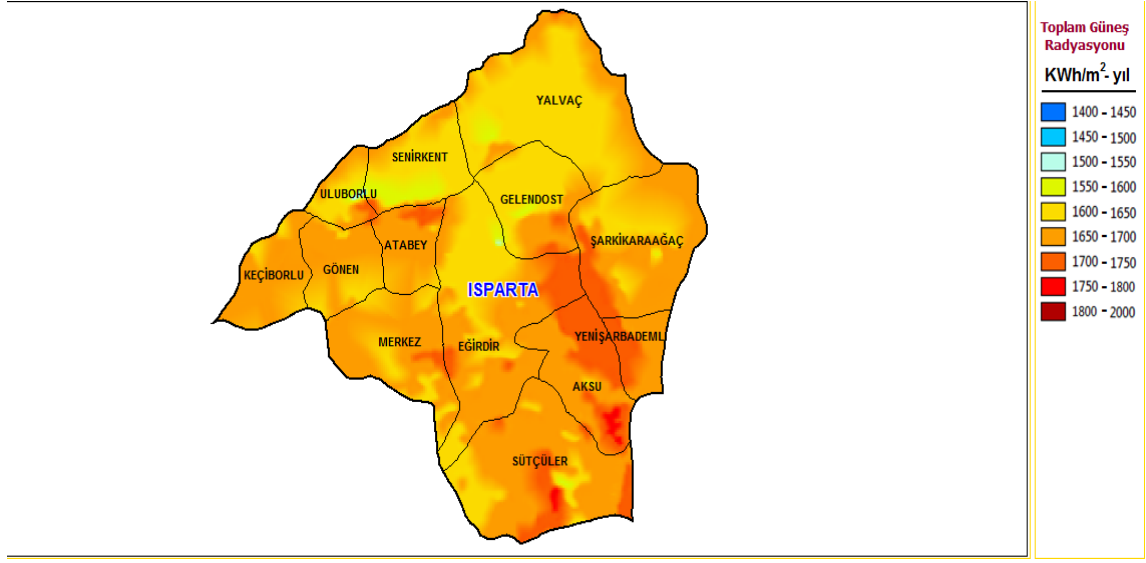 YALVAÇ
SENİRKENT
ULUBORLU
GELENDOST
ŞARKİKARAAĞAÇ
ATABEY
KEÇİBORLU
GÖNEN
ISPARTA
MERKEZ
EĞİRDİR
YENİŞARBADEMLİ
AKSU
SÜTÇÜLER
Toplam Güneş
Radyasyonu
KWh/m²- yıl
1400 - 1450
1450 - 1500
1500 - 1550
1550 - 1600
1600 - 1650
1650 - 1700
1700 - 1750
1750 - 1800
1800 - 2000